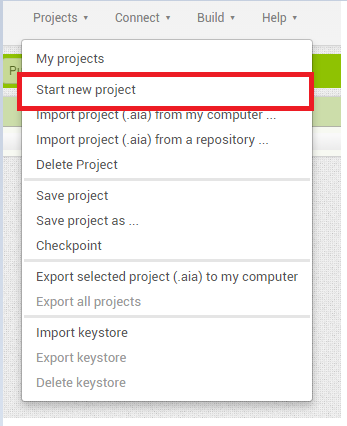 Projects Connect Build Help
My projects
Start new project
Import project (.aia) from my computer ...
Import project (.aia) from a repository ...
Delete Project
Save project
Save project as ...
Checkpoint
Export selected project (.aia) to my computer
Export all projects
Import keystore
Export keystore
Delete keystore